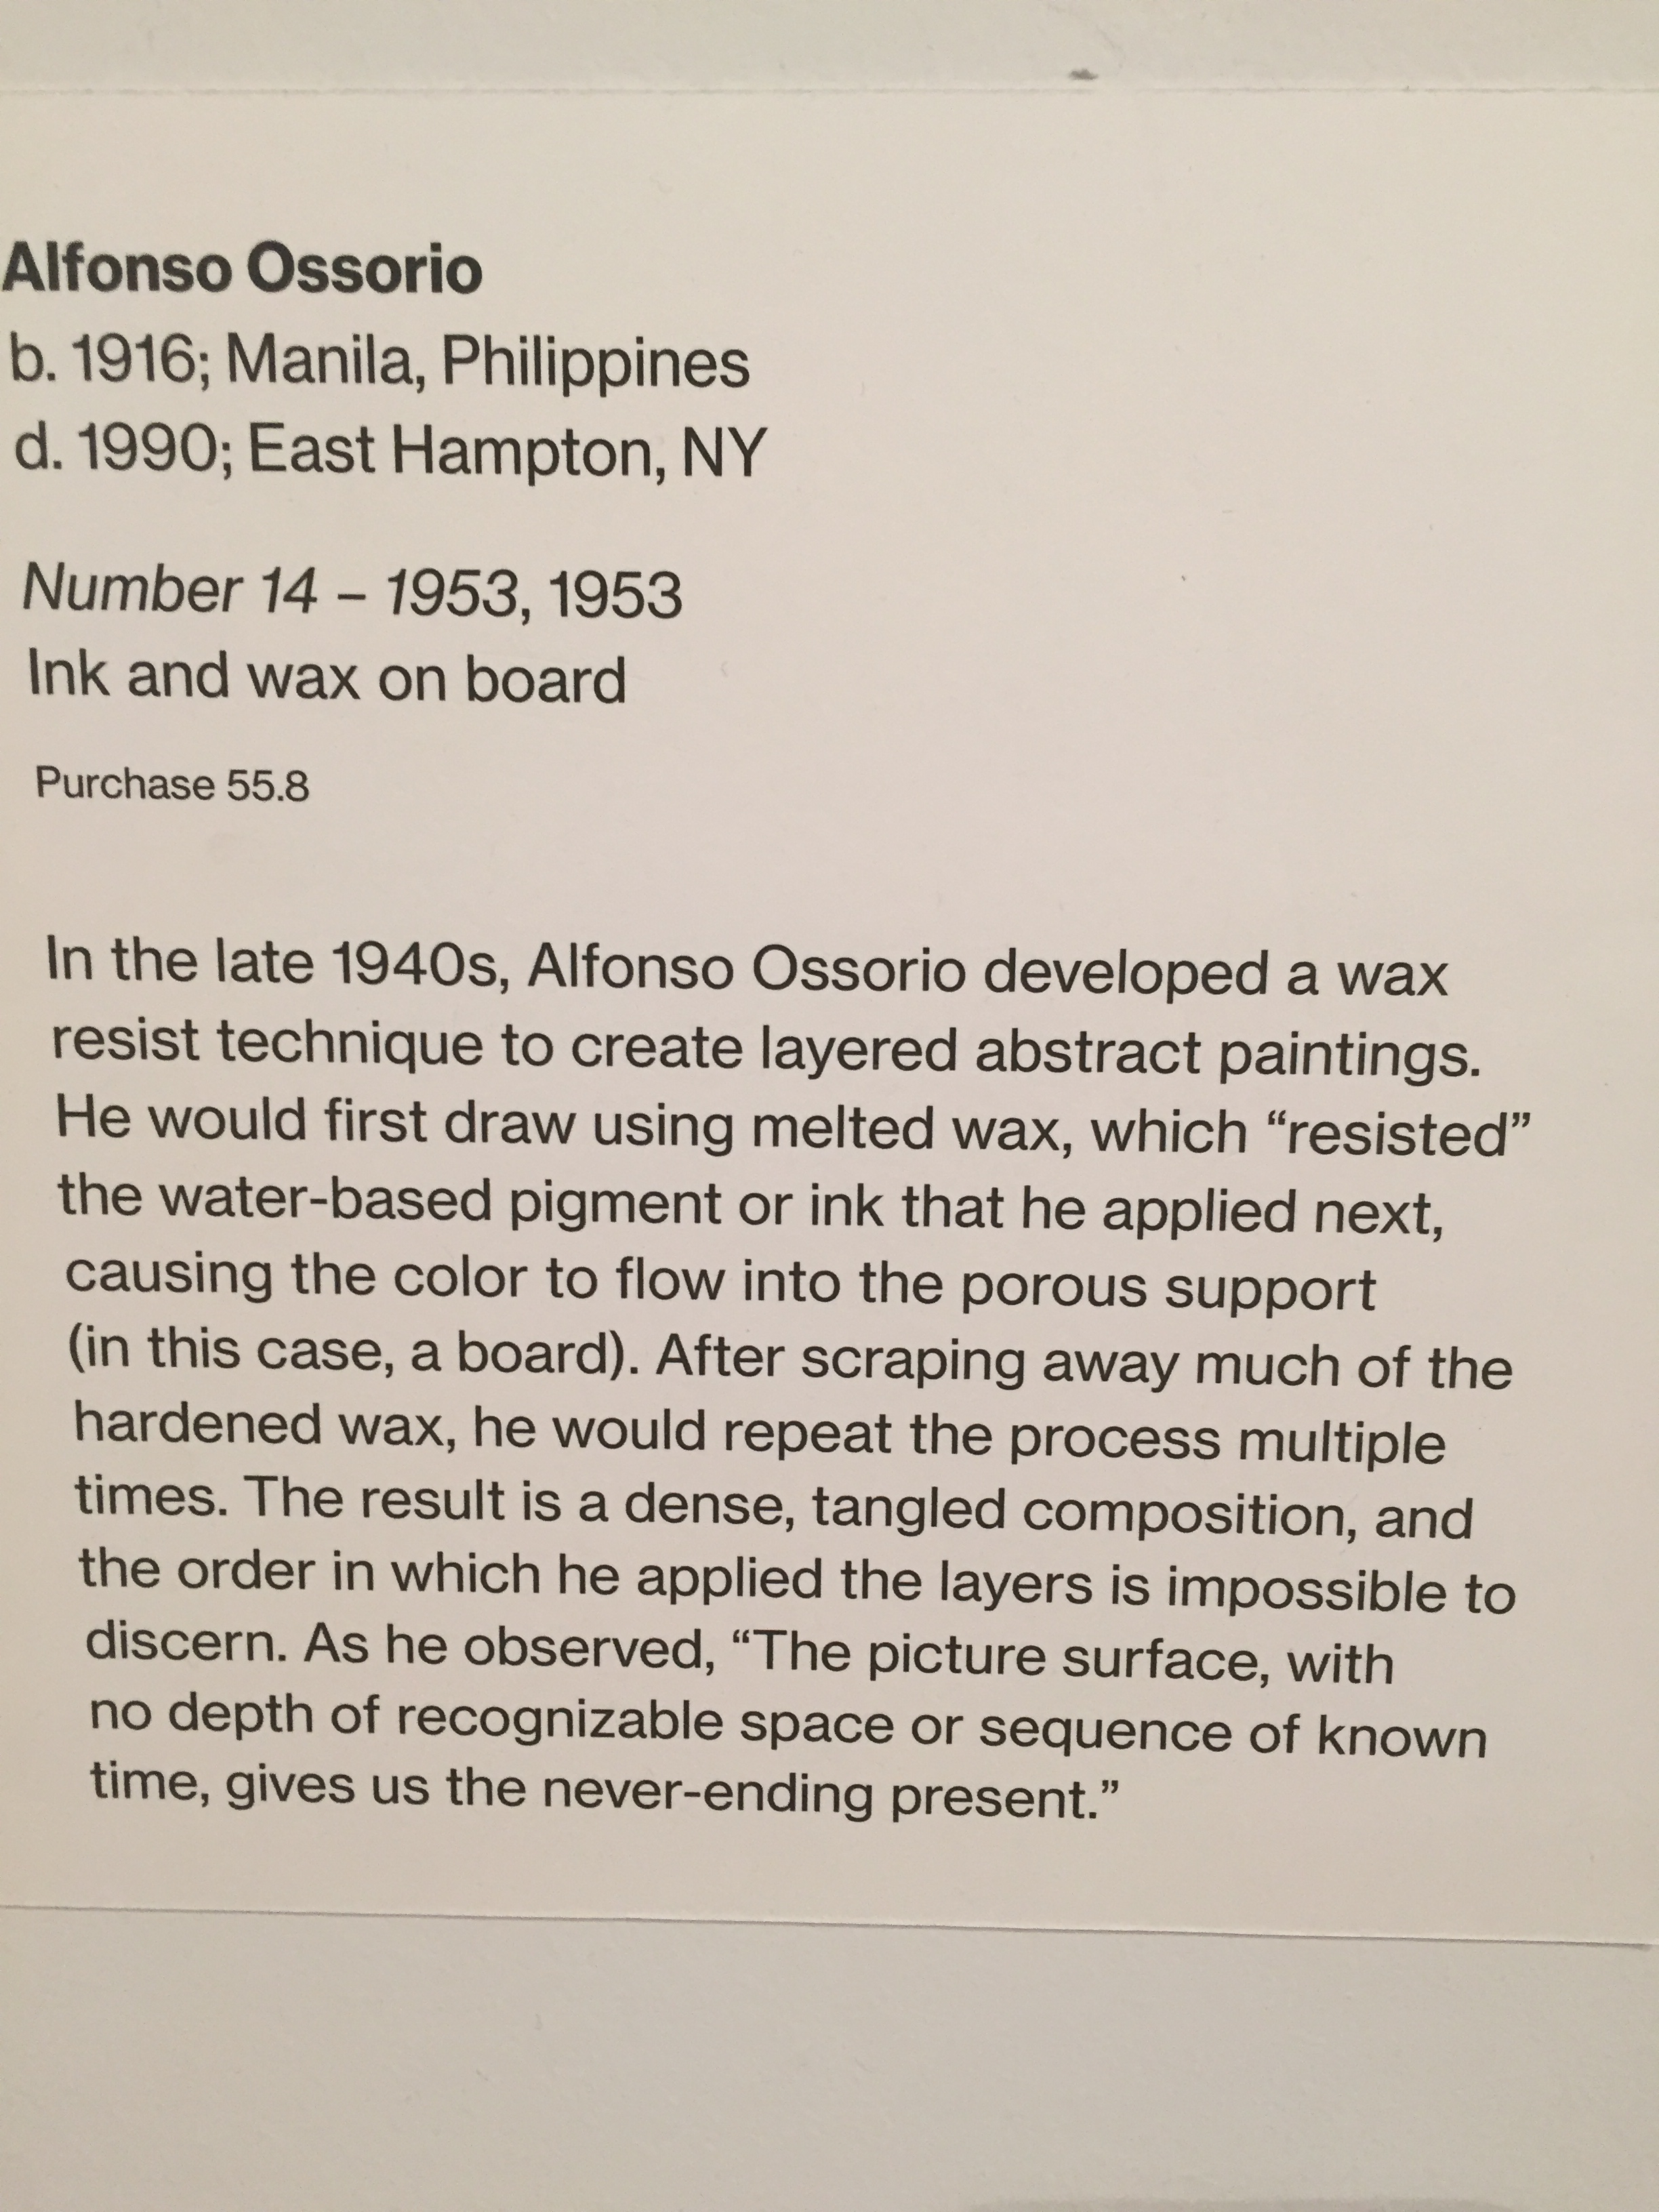 Alfonso Ossorio
b. 1916; Manila, Philippines
d. 1990; East Hampton, NY
Number 14 – 1953, 1953
Ink and wax on board
Purchase 55.8
In the late 1940s, Alfonso Ossorio developed a wax
resist technique to create layered abstract paintings.
He would first draw using melted wax, which “resisted”
the water-based pigment or ink that he applied next,
causing the color to flow into the porous support
(in this case, a board). After scraping away much of the
hardened wax, he would repeat the process multiple
times. The result is a dense, tangled composition, and
the order in which he applied the layers is impossible to
discern. As he observed, “The picture surface, with
no depth of recognizable space or sequence of known
time, gives us the never-ending present.”